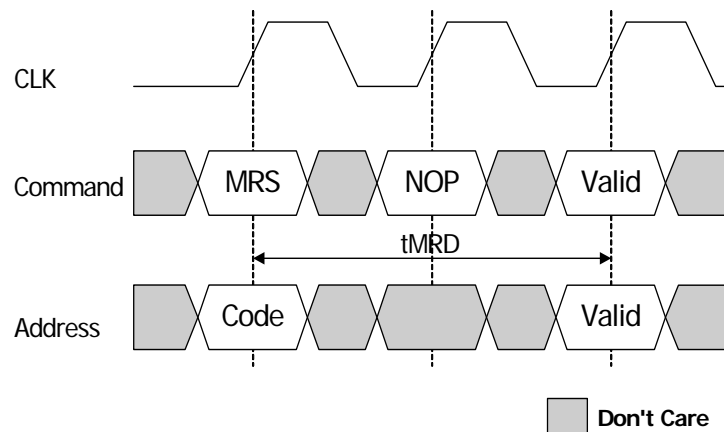 CLK
Command MRS NOP Valid
tMRD
Address Code Valid
Don't Care